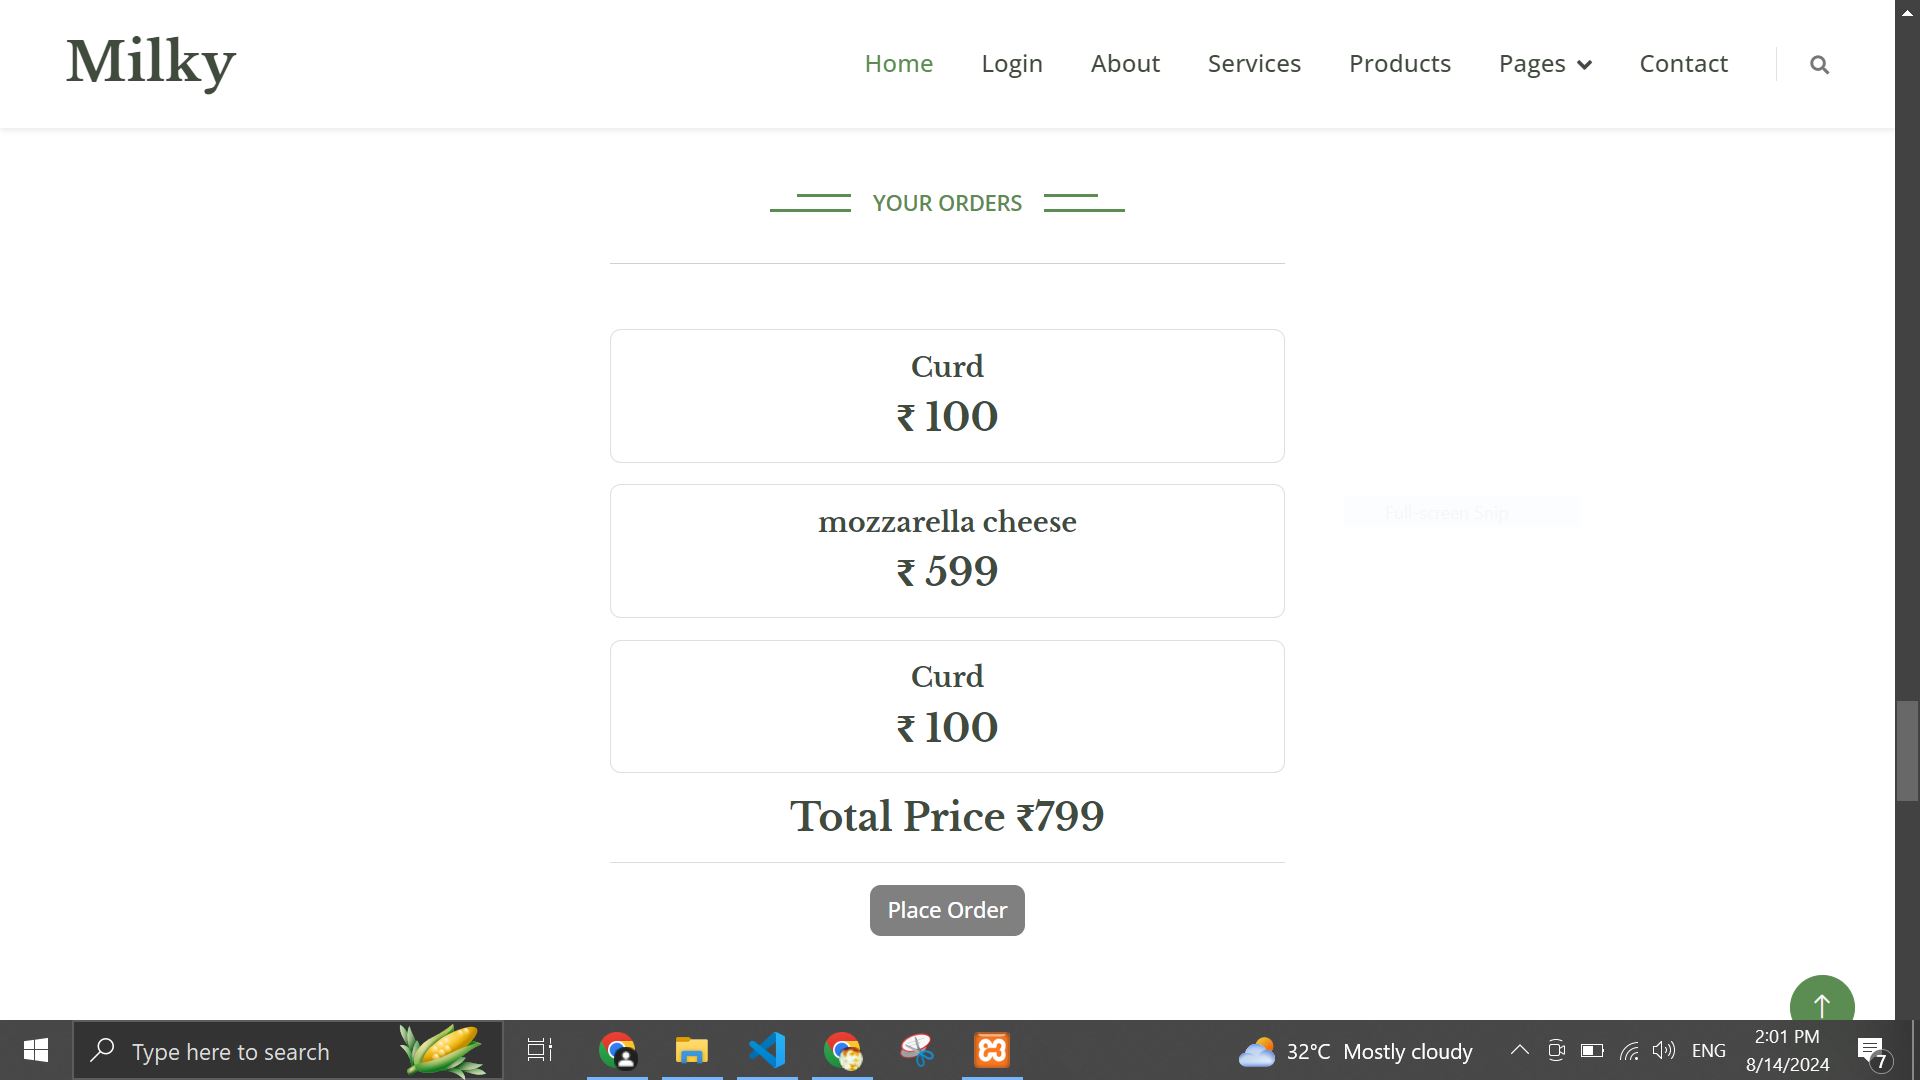 Milky
Home Login About Services Products Pages Contact
YOUR ORDERS
Curd
₹ 100
mozzarella cheese
₹ 599
Full-screen Snip
Curd
₹ 100
Total Price ₹799
Place Order
Type here to search
32°C Mostly cloudy
ENG
2:01 PM
8/14/2024
7